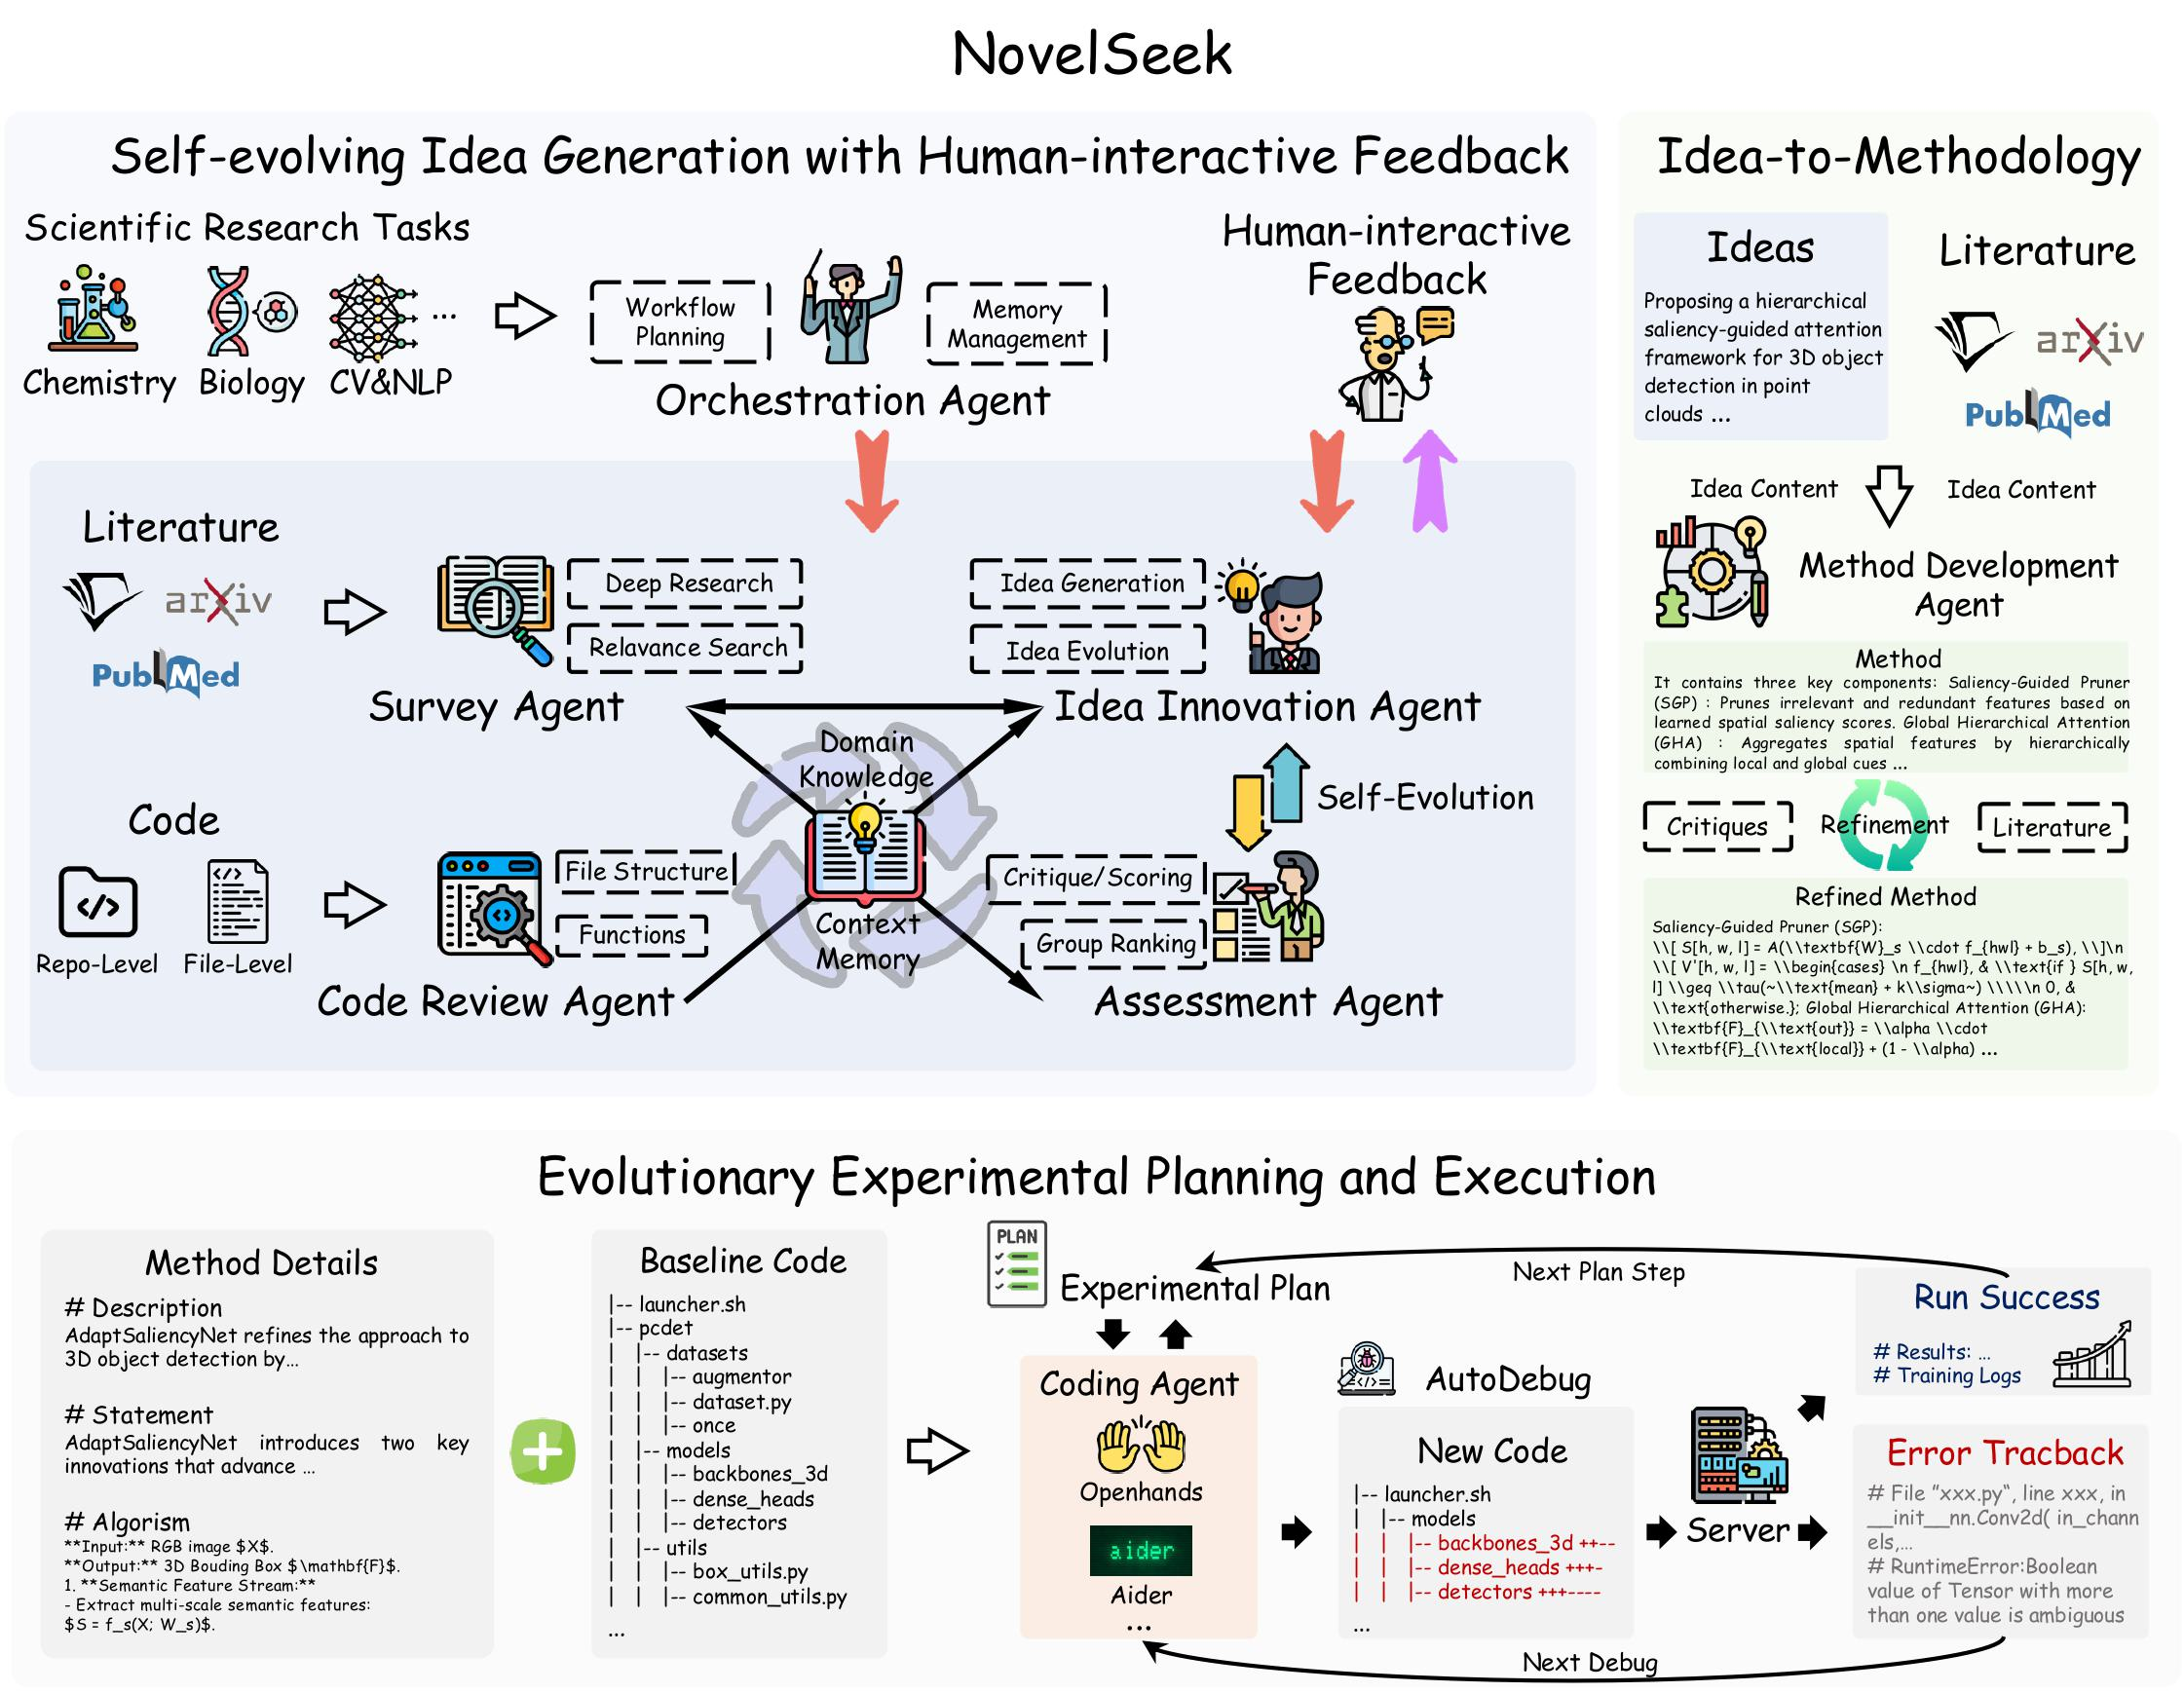 NovelSeek
Self-evolving Idea Generation with Human-interactive Feedback
Scientific Research Tasks
Chemistry
Biology
CV&NLP
...
Workflow
Planning
Memory
Management
Orchestration Agent
Human-interactive
Feedback
Literature
arXiv
PubMed
Deep Research
Relavance Search
Survey Agent
Idea Generation
Idea Evolution
Idea Innovation Agent
Domain
Knowledge
Context
Memory
Self-Evolution
Code
Repo-Level
File-Level
File Structure
Functions
Code Review Agent
Critique/Scoring
Group Ranking
Assessment Agent
Idea-to-Methodology
Ideas
Proposing a hierarchical
saliency-guided attention
framework for 3D object
detection in point
clouds ...
Literature
arXiv
PubMed
Idea Content
Idea Content
Method Development
Agent
Method
It contains three key components: Saliency-Guided Pruner
(SGP) : Prunes irrelevant and redundant features based on
learned spatial saliency scores. Global Hierarchical Attention
(GHA) : Aggregates spatial features by hierarchically
combining local and global cues ...
Critiques
Refinement
Literature
Refined Method
Saliency-Guided Pruner (SGP):
\\[ S[h, w, l] = A(\\textbf{W}_s \\cdot f_{hwl} + b_s), \\]\n
\\[ V'[h, w, l] = \\begin{cases} \n f_{hwl}, & \\text{if } S[h, w,
l] \\geq \\tau(~\\text{mean} + k\\sigma~) \\\\\n 0, &
\\text{otherwise.}; Global Hierarchical Attention (GHA):
\\textbf{F}_{\\text{out}} = \\alpha \\cdot
\\textbf{F}_{\\text{local}} + (1 - \\alpha) ...
Evolutionary Experimental Planning and Execution
Method Details
# Description
AdaptSaliencyNet refines the approach to
3D object detection by...
# Statement
AdaptSaliencyNet introduces two key
innovations that advance ...
# Algorism
**Input:** RGB image $X$.
**Output:** 3D Bouding Box $\mathbf{F}$.
1. **Semantic Feature Stream:**
- Extract multi-scale semantic features:
$S = f_s(X; W_s)$.
Baseline Code
|-- launcher.sh
|-- pcdet
| |-- datasets
| | |-- augmentor
| | |-- dataset.py
| | |-- once
| |-- models
| | |-- backbones_3d
| | |-- dense_heads
| | |-- detectors
| |-- utils
| | |-- box_utils.py
| | |-- common_utils.py
...
PLAN
Experimental Plan
Coding Agent
Openhands
aider
Aider
...
Next Plan Step
AutoDebug
</>
New Code
|-- launcher.sh
| |-- models
| | |-- backbones_3d ++--
| | |-- dense_heads +++-
| | |-- detectors +++----
...
Server
Run Success
# Results: ...
# Training Logs
Error Tracback
# File "xxx.py", line xxx, in
__init__nn.Conv2d( in_chann
els,...
# RuntimeError:Boolean
value of Tensor with more
than one value is ambiguous
Next Debug